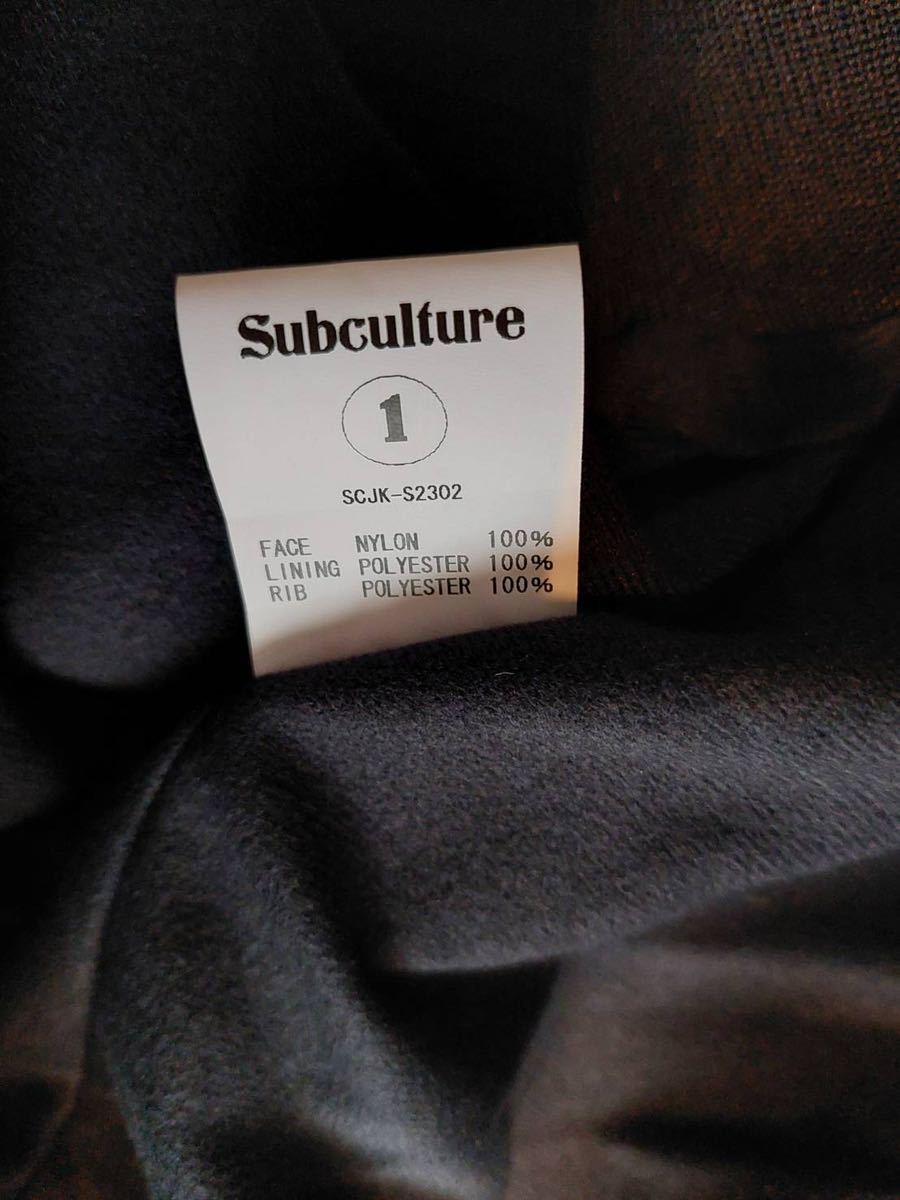 Subculture
1
SCJK-S2302
FACE NYLON 100%
LINING POLYESTER 100%
RIB POLYESTER 100%